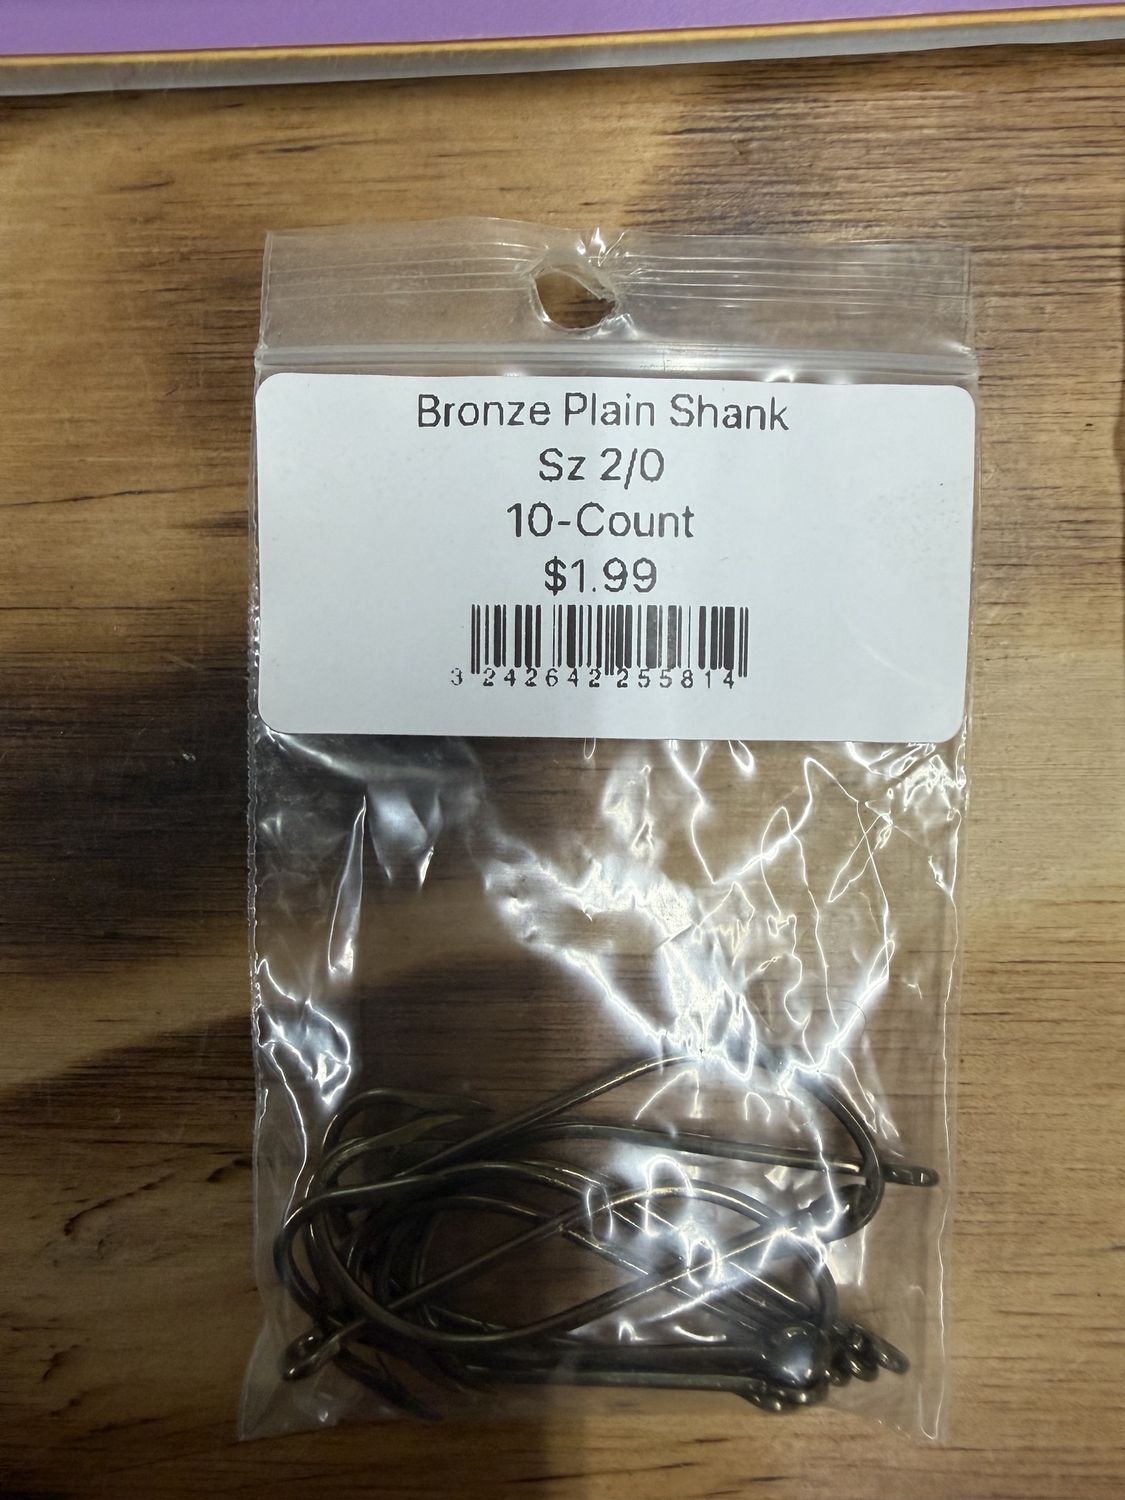 Bronze Plain Shank
Sz 2/0
10-Count
$1.99
3 242642 255814